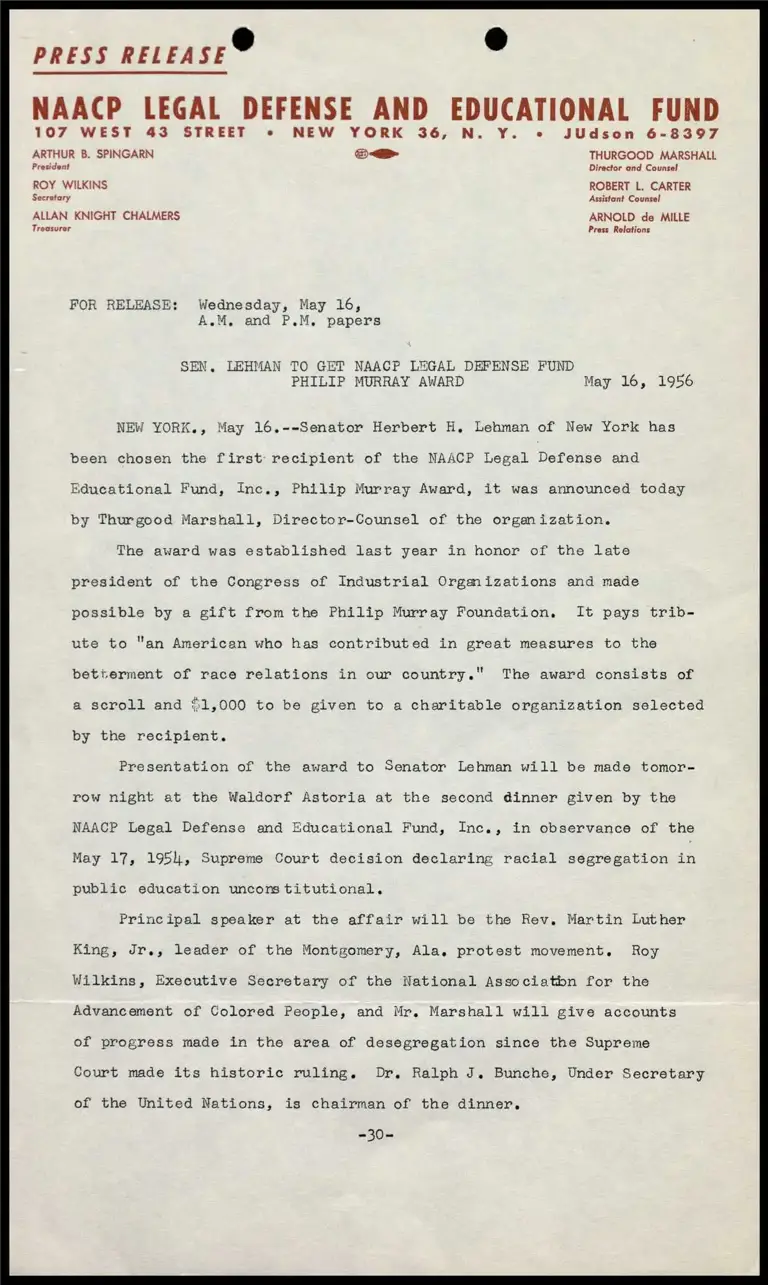 PRESS RELEASE
NAACP LEGAL DEFENSE AND EDUCATIONAL FUND
107 WEST 43 STREET • NEW YORK 36, N. Y. • JUdson 6-8397
ARTHUR B. SPINGARN
President
ROY WILKINS
Secretary
ALLAN KNIGHT CHALMERS
Treasurer
THURGOOD MARSHALL
Director and Counsel
ROBERT L. CARTER
Assistant Counsel
ARNOLD de MILLE
Press Relations
FOR RELEASE: Wednesday, May 16,
A.M. and P.M. papers
SEN. LEHMAN TO GET NAACP LEGAL DEFENSE FUND
PHILIP MURRAY AWARD May 16, 1956
NEW YORK., May 16.--Senator Herbert H. Lehman of New York has
been chosen the first recipient of the NAACP Legal Defense and
Educational Fund, Inc., Philip Murray Award, it was announced today
by Thurgood Marshall, Director-Counsel of the organization.
The award was established last year in honor of the late
president of the Congress of Industrial Organizations and made
possible by a gift from the Philip Murray Foundation. It pays trib-
ute to "an American who has contributed in great measures to the
betterment of race relations in our country." The award consists of
a scroll and $1,000 to be given to a charitable organization selected
by the recipient.
Presentation of the award to Senator Lehman will be made tomor-
row night at the Waldorf Astoria at the second dinner given by the
NAACP Legal Defense and Educational Fund, Inc., in observance of the
May 17, 1954, Supreme Court decision declaring racial segregation in
public education unconstitutional.
Principal speaker at the affair will be the Rev. Martin Luther
King, Jr., leader of the Montgomery, Ala. protest movement. Roy
Wilkins, Executive Secretary of the National Association for the
Advancement of Colored People, and Mr. Marshall will give accounts
of progress made in the area of desegregation since the Supreme
Court made its historic ruling. Dr. Ralph J. Bunche, Under Secretary
of the United Nations, is chairman of the dinner.
-30-